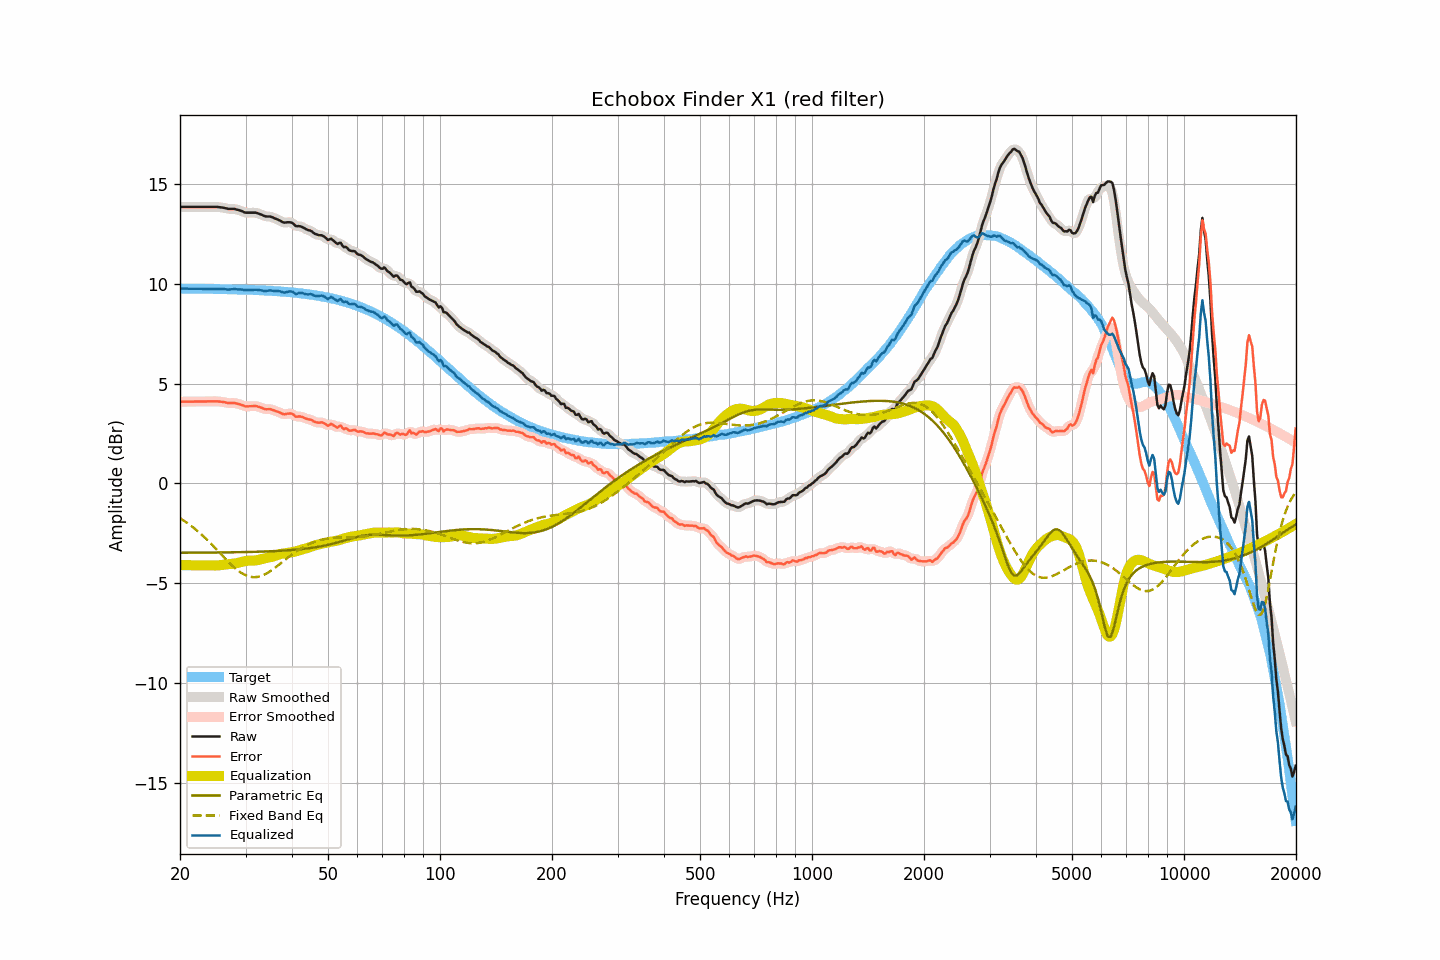 Echobox Finder X1 (red filter)
15
10
5
0
−5
−10
−15
Amplitude (dBr)
Target
Raw Smoothed
Error Smoothed
Raw
Error
Equalization
Parametric Eq
Fixed Band Eq
Equalized
20 50 100 200 500 1000 2000 5000 10000 20000
Frequency (Hz)